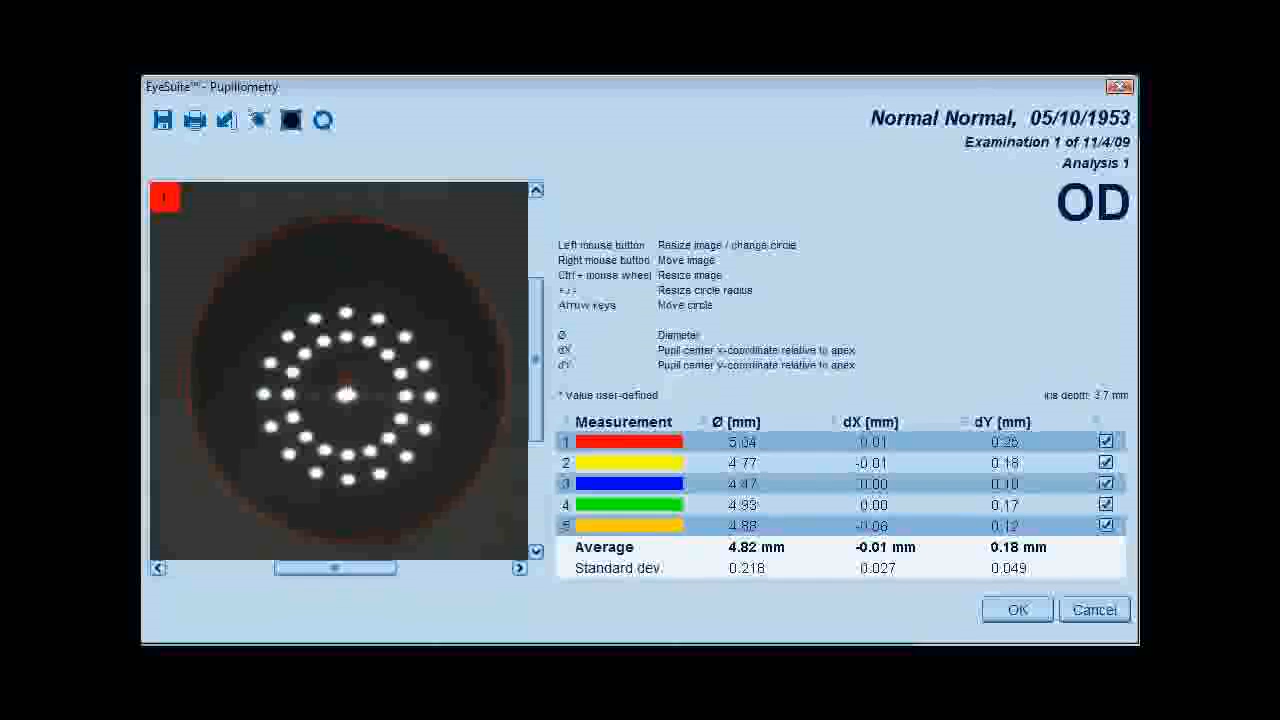 EyeSuite™ - Pupillometry
Normal Normal, 05/10/1953
Examination 1 of 11/4/09
Analysis 1
OD
Left mouse button Resize image / change circle
Right mouse button Move image
Ctrl + mouse wheel Resize image
Resize circle radius
Arrow keys Move circle
Ø Diameter
dX Pupil center x-coordinate relative to apex
dY Pupil center y-coordinate relative to apex
* Value user-defined
Iris depth: 3.7 mm
Measurement Ø [mm] dX [mm] dY [mm]
1 5.04 0.01 0.25
2 4.77 -0.01 0.18
3 4.47 0.00
4 4.93 0.00 0.17
5 4.88 -0.06 0.12
Average 4.82 mm -0.01 mm 0.18 mm
Standard dev. 0.218 0.027 0.049
OK Cancel